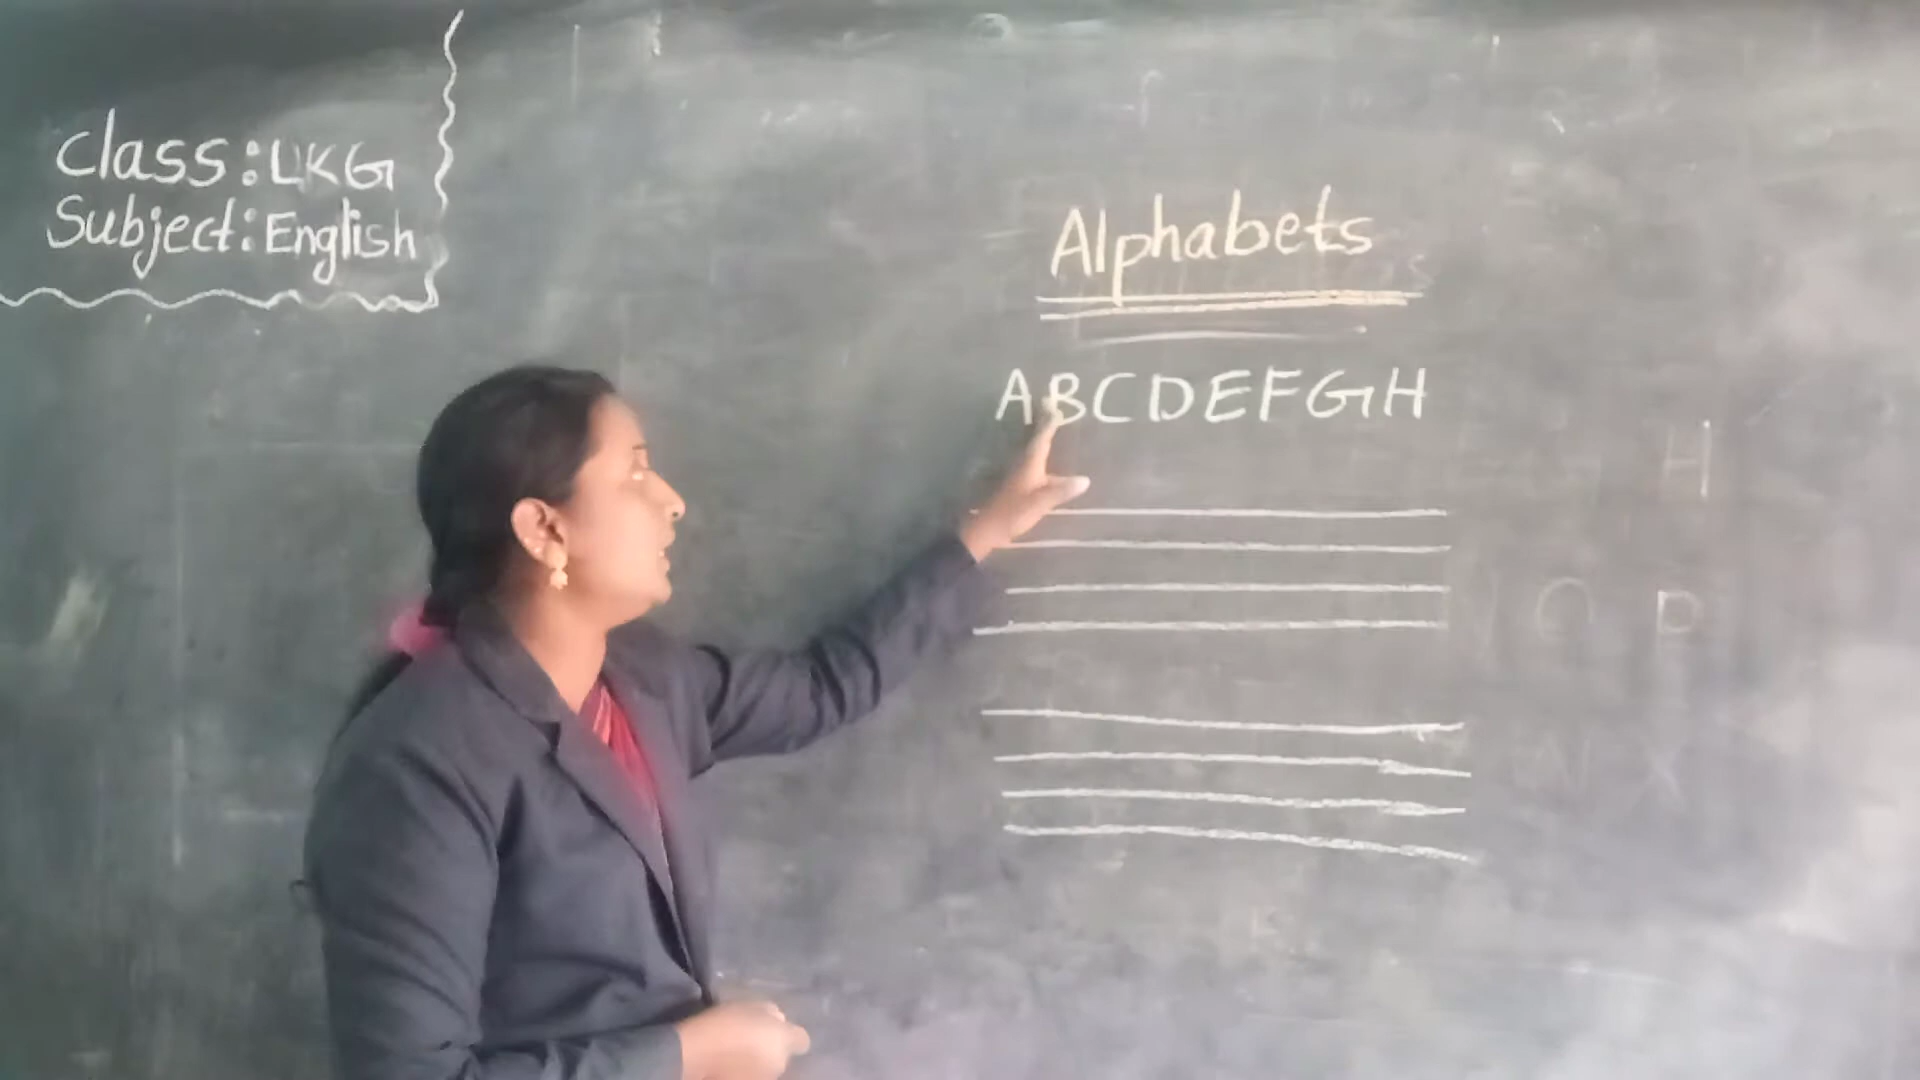 Class: LKG
Subject: English
Alphabets
ABCDEFGH
H
P